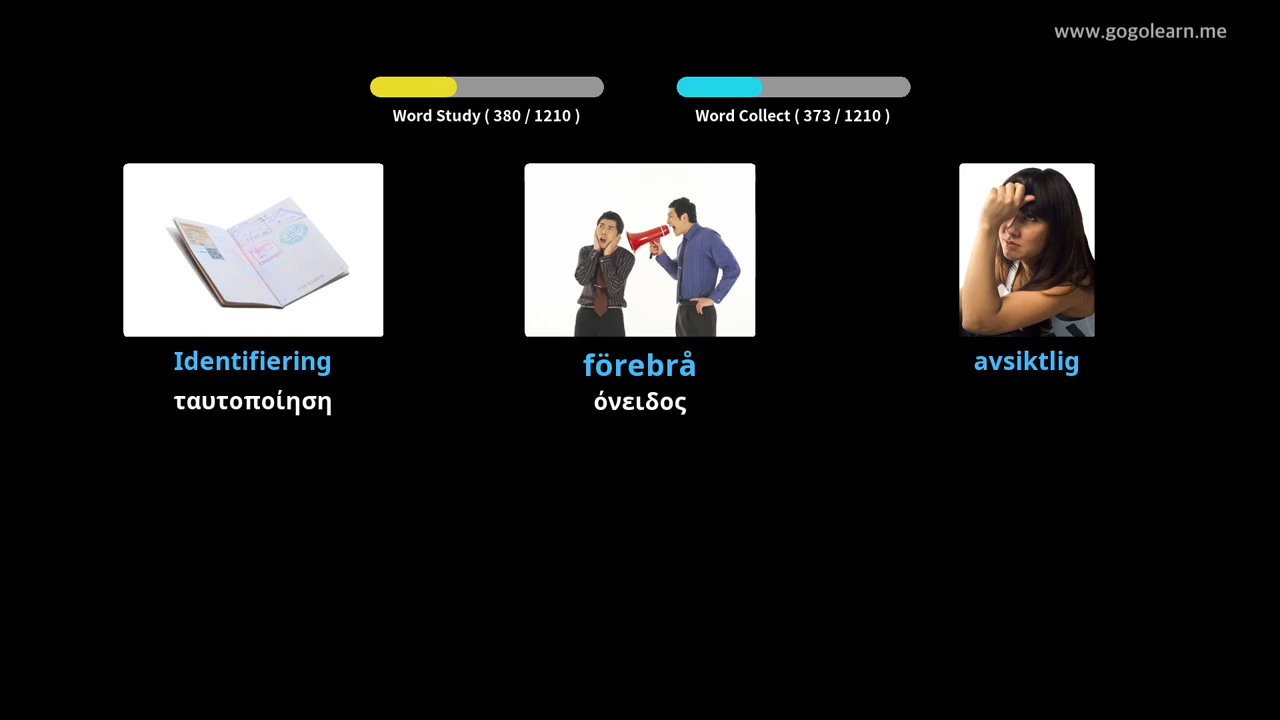 www.gogolearn.me
Word Study ( 380 / 1210 )
Word Collect ( 373 / 1210 )
Identifiering
ταυτοποίηση
förebrå
όνειδος
avsiktlig